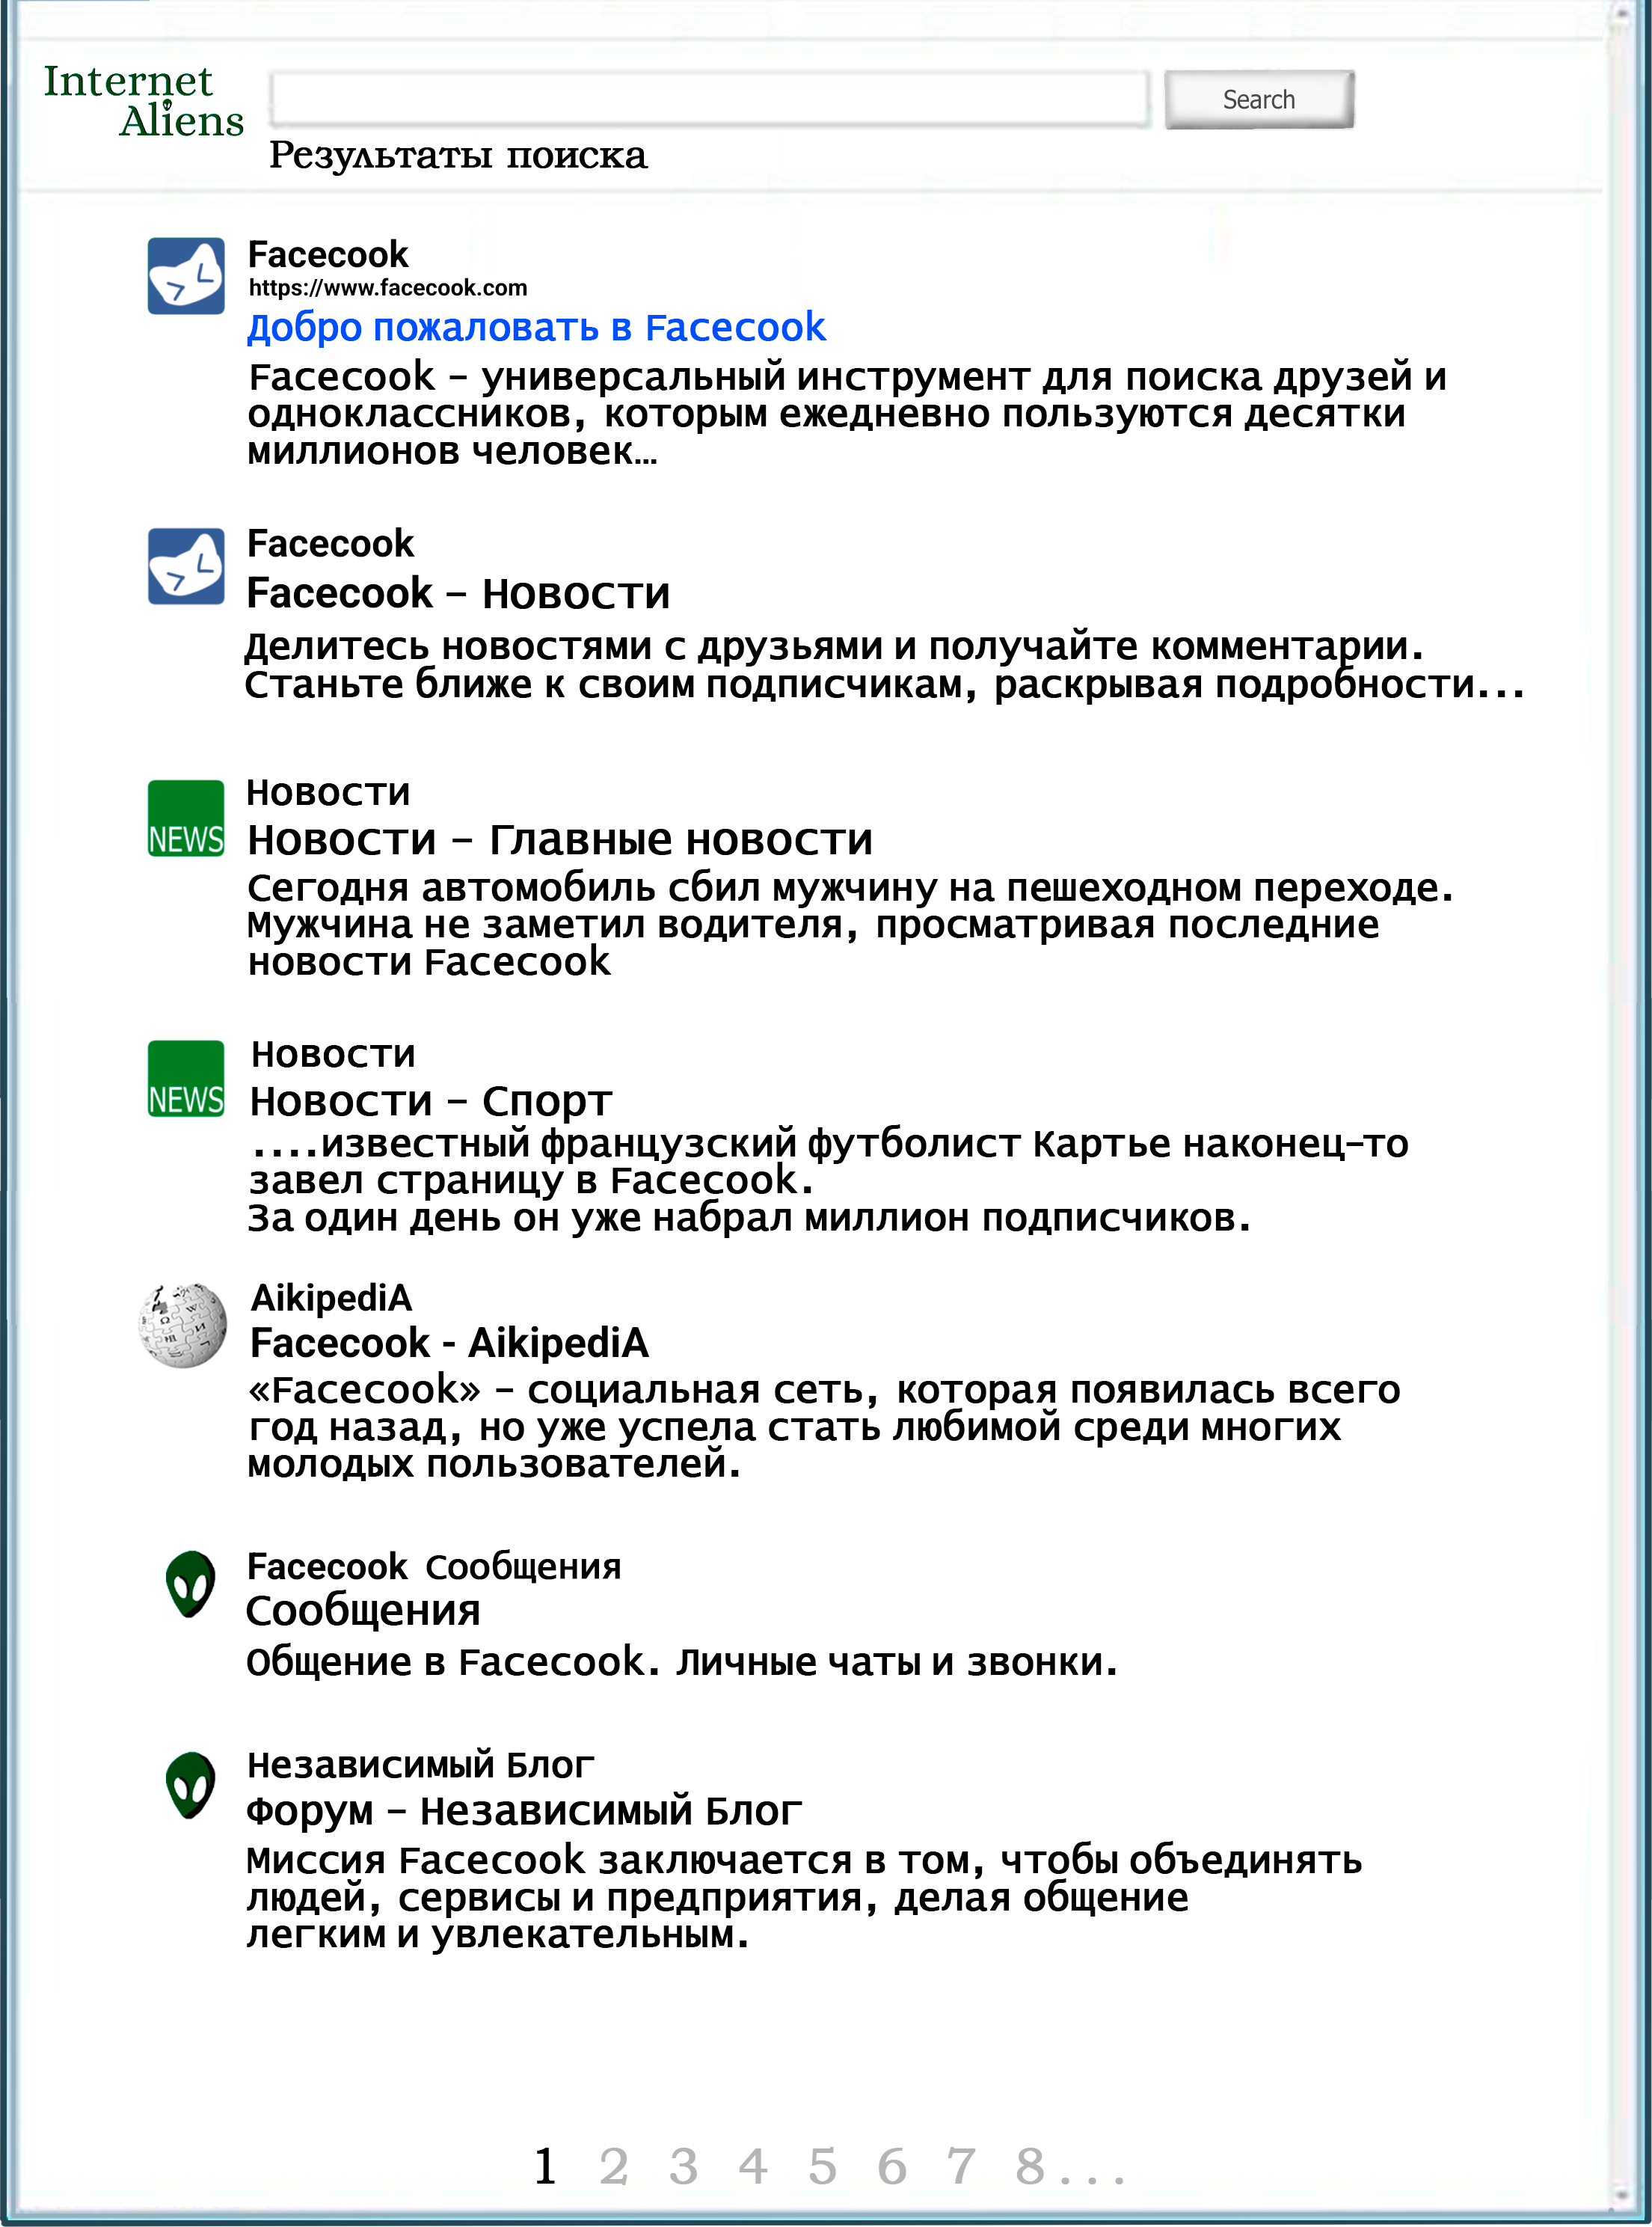 Internet
Aliens
Search
Результаты поиска
Facecook
https://www.facecook.com
Добро пожаловать в Facecook
Facecook – универсальный инструмент для поиска друзей и
одноклассников, которым ежедневно пользуются десятки
миллионов человек…
Facecook
Facecook – Новости
Делитесь новостями с друзьями и получайте комментарии.
Станьте ближе к своим подписчикам, раскрывая подробности...
NEWS
Новости
Новости – Главные новости
Сегодня автомобиль сбил мужчину на пешеходном переходе.
Мужчина не заметил водителя, просматривая последние
новости Facecook
NEWS
Новости
Новости – Спорт
....известный французский футболист Картье наконец-то
завел страницу в Facecook.
За один день он уже набрал миллион подписчиков.
AikipediA
Facecook - AikipediA
«Facecook» – социальная сеть, которая появилась всего
год назад, но уже успела стать любимой среди многих
молодых пользователей.
Facecook Сообщения
Сообщения
Общение в Facecook. Личные чаты и звонки.
Независимый Блог
Форум – Независимый Блог
Миссия Facecook заключается в том, чтобы объединять
людей, сервисы и предприятия, делая общение
легким и увлекательным.
1 2 3 4 5 6 7 8...